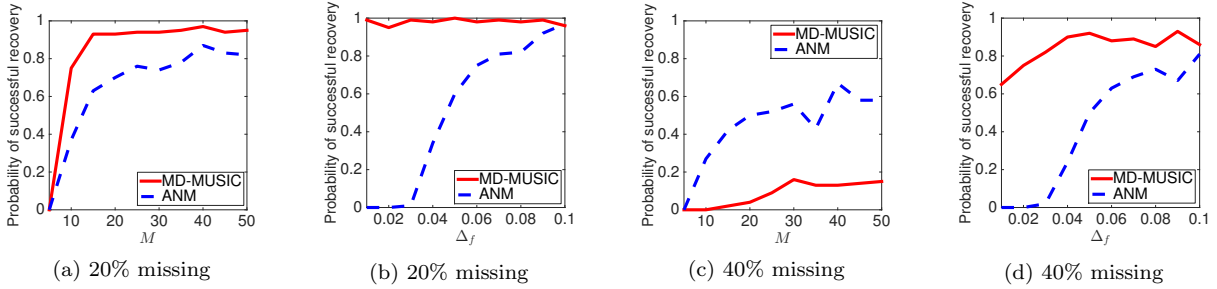 Probability of successful recovery
1
0.8
0.6
0.4
0.2
0
10 20 30 40 50
M
MD-MUSIC
ANM
(a) 20% missing
Probability of successful recovery
1
0.8
0.6
0.4
0.2
0
0.02 0.04 0.06 0.08 0.1
Δf
MD-MUSIC
ANM
(b) 20% missing
Probability of successful recovery
1
0.8
0.6
0.4
0.2
0
10 20 30 40 50
M
MD-MUSIC
ANM
(c) 40% missing
Probability of successful recovery
1
0.8
0.6
0.4
0.2
0
0.02 0.04 0.06 0.08 0.1
Δf
MD-MUSIC
ANM
(d) 40% missing